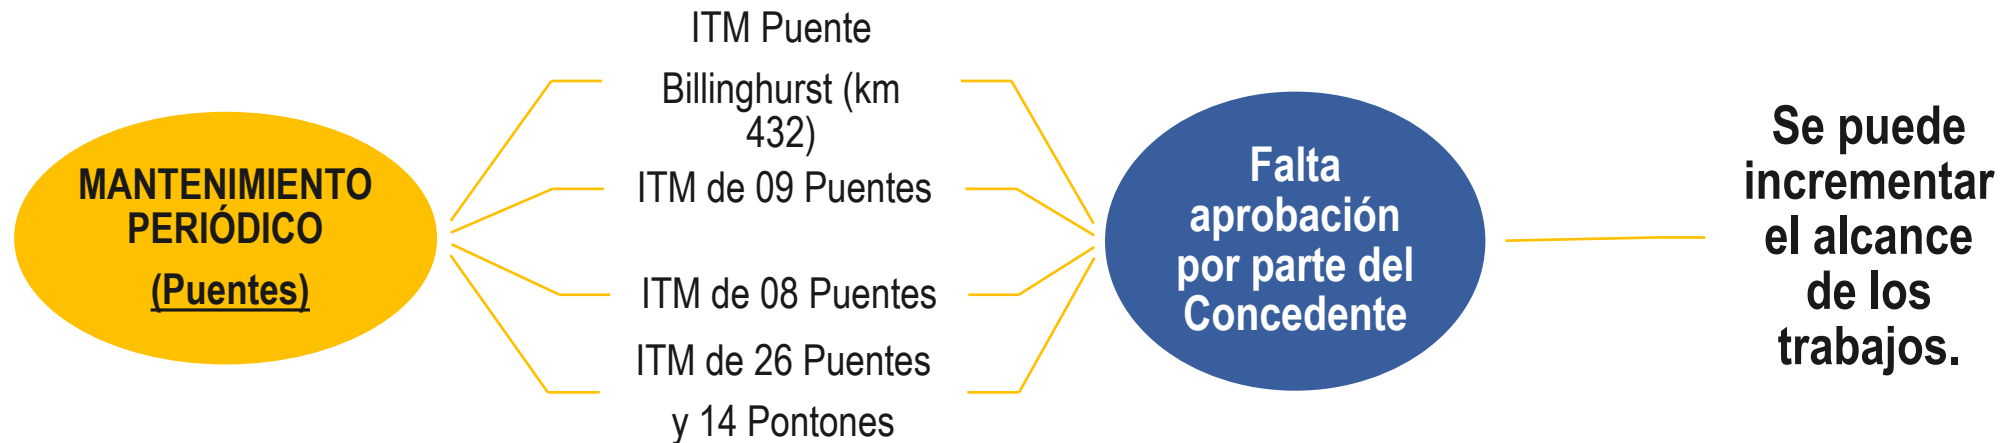 MANTENIMIENTO
PERIÓDICO
(Puentes)
ITM Puente
Billinghurst (km
432)
ITM de 09 Puentes
ITM de 08 Puentes
ITM de 26 Puentes
y 14 Pontones
Falta
aprobación
por parte del
Concedente
Se puede
incrementar
el alcance
de los
trabajos.